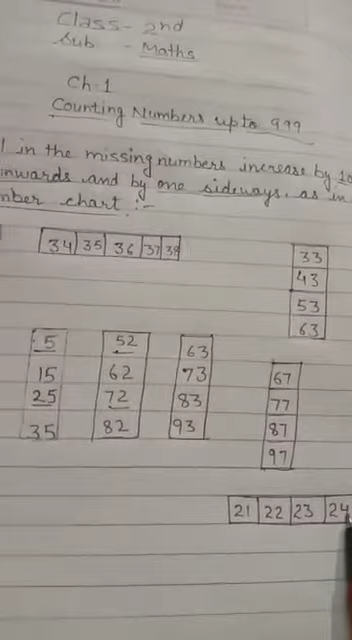 Class- 2nd
Sub - Maths
Ch-1
Counting Numbers upto 999
in the missing numbers increase by 10
nwards and by one sideways, as in
mber chart :-
34 35 36 37 38
33
43
53
63
5
15
25
35
52
62
72
82
63
73
83
93
67
77
87
97
21 22 23 24